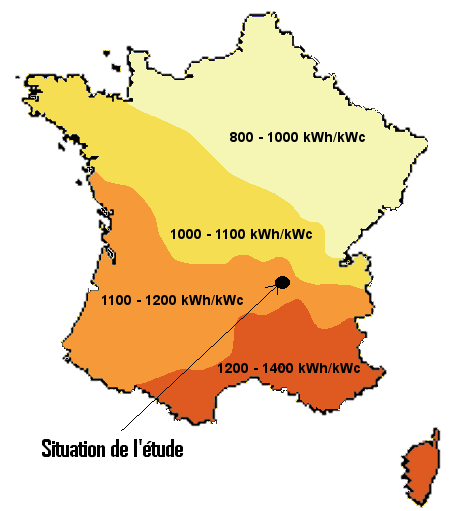 800 - 1000 kWh/kWc
1000 - 1100 kWh/kWc
1100 - 1200 kWh/kWc
1200 - 1400 kWh/kWc
Situation de l'étude